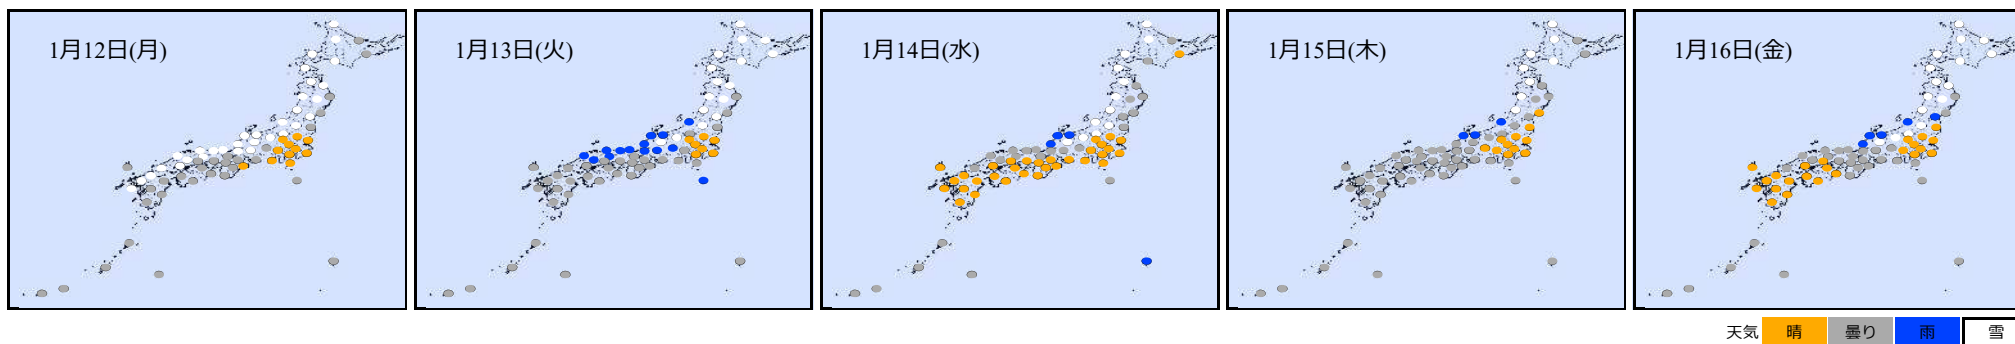 1月12日(月)
1月13日(火)
1月14日(水)
1月15日(木)
1月16日(金)
天気 晴 曇り 雨 雪